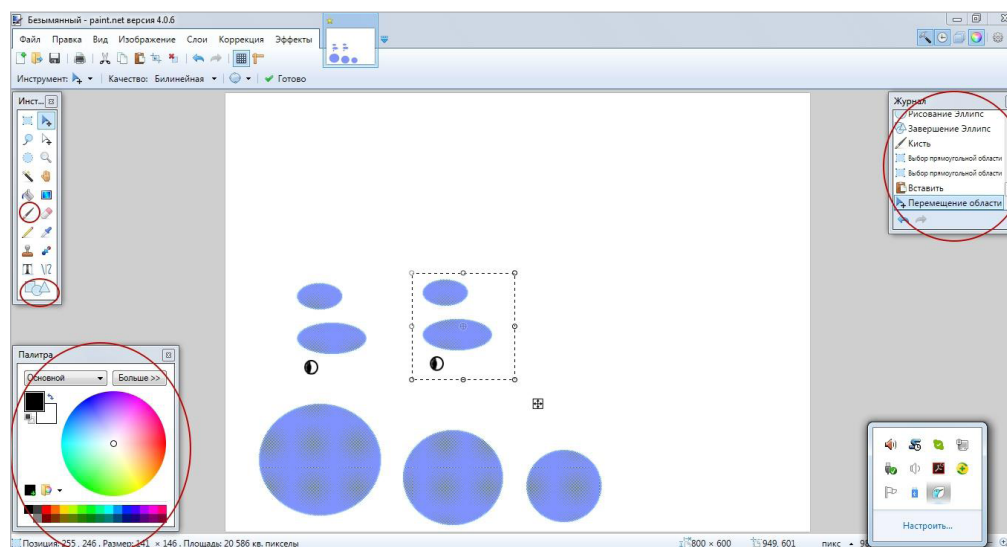 Безымянный - paint.net версия 4.0.6
Файл Правка Вид Изображение Слои Коррекция Эффекты
Инструмент: Качество: Билинейная Готово
Инст...
Журнал
Рисование Эллипс
Завершение Эллипс
Кисть
Выбор прямоугольной области
Выбор прямоугольной области
Вставить
Перемещение области
Палитра
Основной Больше >>
Настроить...
Позиция: 255 , 246 . Размер: 141 × 146 . Площадь: 20 586 кв. пикселы 800 × 600 949, 601 пикс